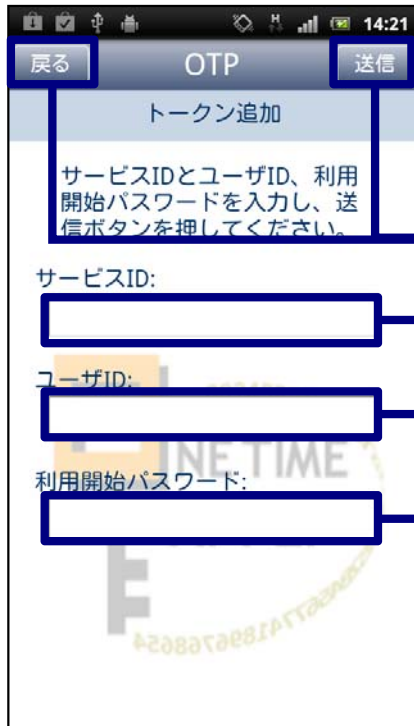 14:21
戻る
OTP
送信
トークン追加
サービスIDとユーザID、利用
開始パスワードを入力し、送
信ボタンを押してください。
サービスID:
ユーザID:
NE TIME
利用開始パスワード: